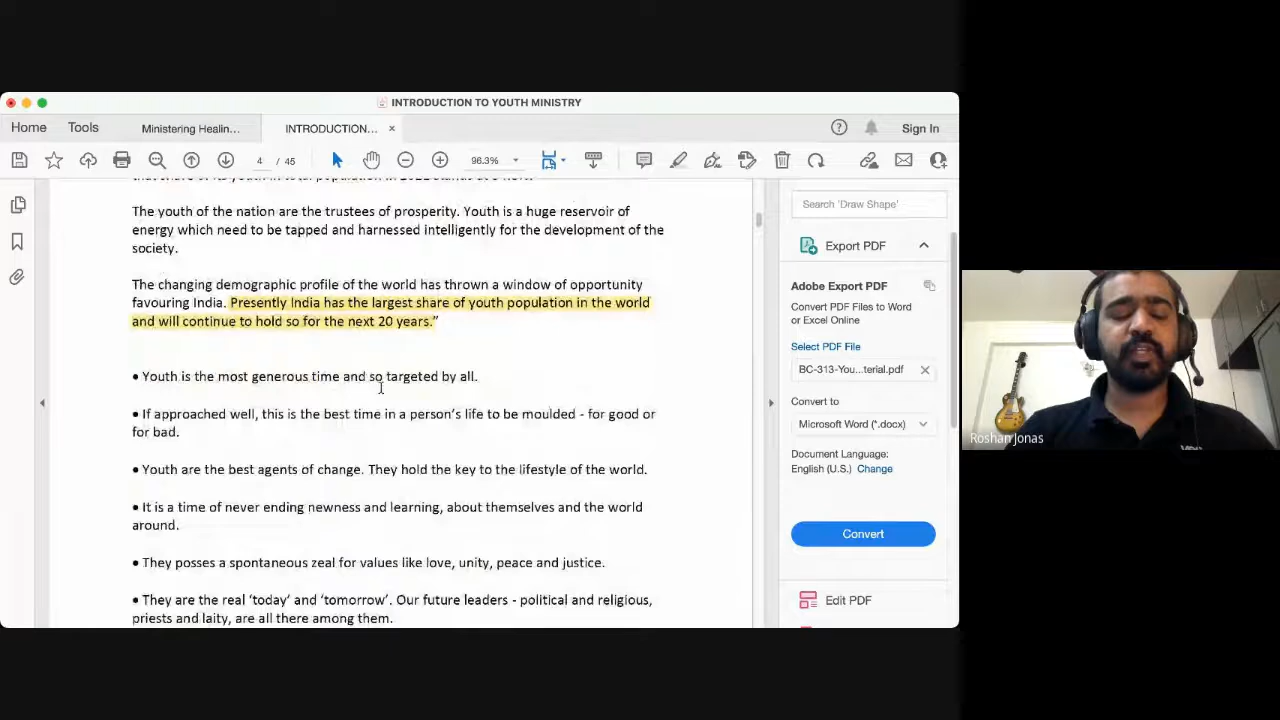 INTRODUCTION TO YOUTH MINISTRY
Home Tools Ministering Healin... INTRODUCTION... × Sign In
4 / 45 96.3%
The youth of the nation are the trustees of prosperity. Youth is a huge reservoir of
energy which need to be tapped and harnessed intelligently for the development of the
society.
The changing demographic profile of the world has thrown a window of opportunity
favouring India. Presently India has the largest share of youth population in the world
and will continue to hold so for the next 20 years.”
• Youth is the most generous time and so targeted by all.
• If approached well, this is the best time in a person’s life to be moulded - for good or
for bad.
• Youth are the best agents of change. They hold the key to the lifestyle of the world.
• It is a time of never ending newness and learning, about themselves and the world
around.
• They posses a spontaneous zeal for values like love, unity, peace and justice.
• They are the real ‘today’ and ‘tomorrow’. Our future leaders - political and religious,
priests and laity, are all there among them.
Search 'Draw Shape'
Export PDF
Adobe Export PDF
Convert PDF Files to Word
or Excel Online
Select PDF File
BC-313-You...terial.pdf
Convert to
Microsoft Word (*.docx)
Document Language:
English (U.S.) Change
Convert
Edit PDF
Roshan Jonas